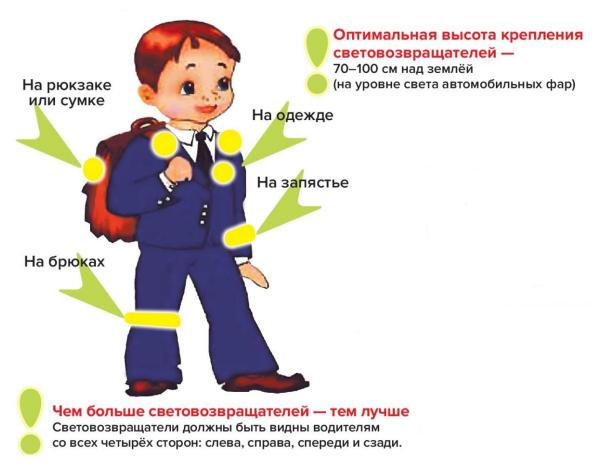 Оптимальная высота крепления
световозвращателей —
70–100 см над землёй
(на уровне света автомобильных фар)
На рюкзаке
или сумке
На одежде
На запястье
На брюках
Чем больше световозвращателей — тем лучше
Световозвращатели должны быть видны водителям
со всех четырёх сторон: слева, справа, спереди и сзади.